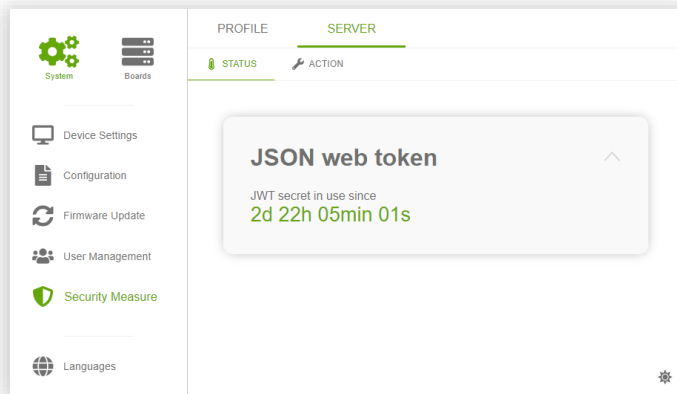 System
Boards
Device Settings
Configuration
Firmware Update
User Management
Security Measure
Languages
PROFILE
SERVER
STATUS
ACTION
JSON web token
JWT secret in use since
2d 22h 05min 01s